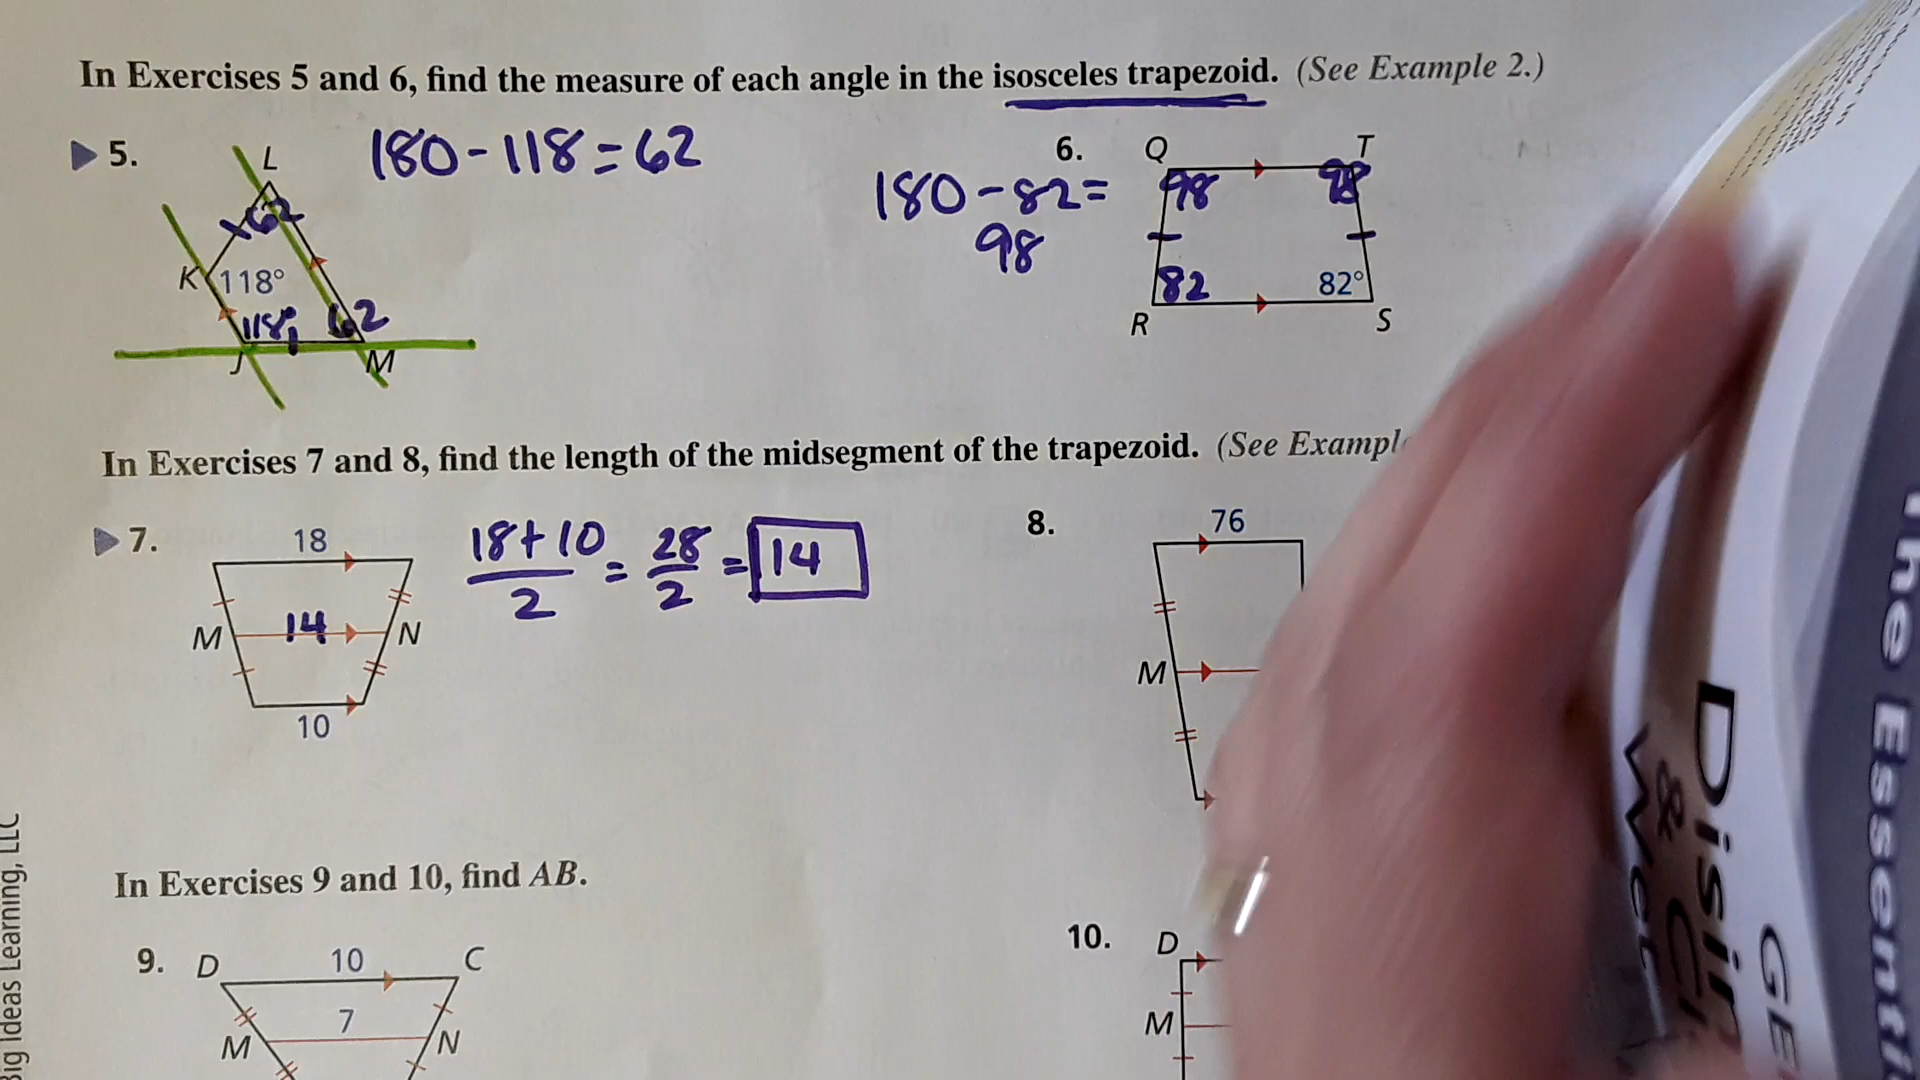 In Exercises 5 and 6, find the measure of each angle in the isosceles trapezoid. (See Example 2.)
5.
180-118=62
L
62
K
118°
118
62
J
M
6.
180-82=
98
Q
T
98
98
82
82°
R
S
In Exercises 7 and 8, find the length of the midsegment of the trapezoid. (See Exampl
7.
18
M
14
N
10
18+10/2 = 28/2 = 14
8.
76
M
In Exercises 9 and 10, find AB.
9.
D
10
C
7
M
N
10.
D
M
Big Ideas Learning, LLC
The Essenti
GE
Disin
&